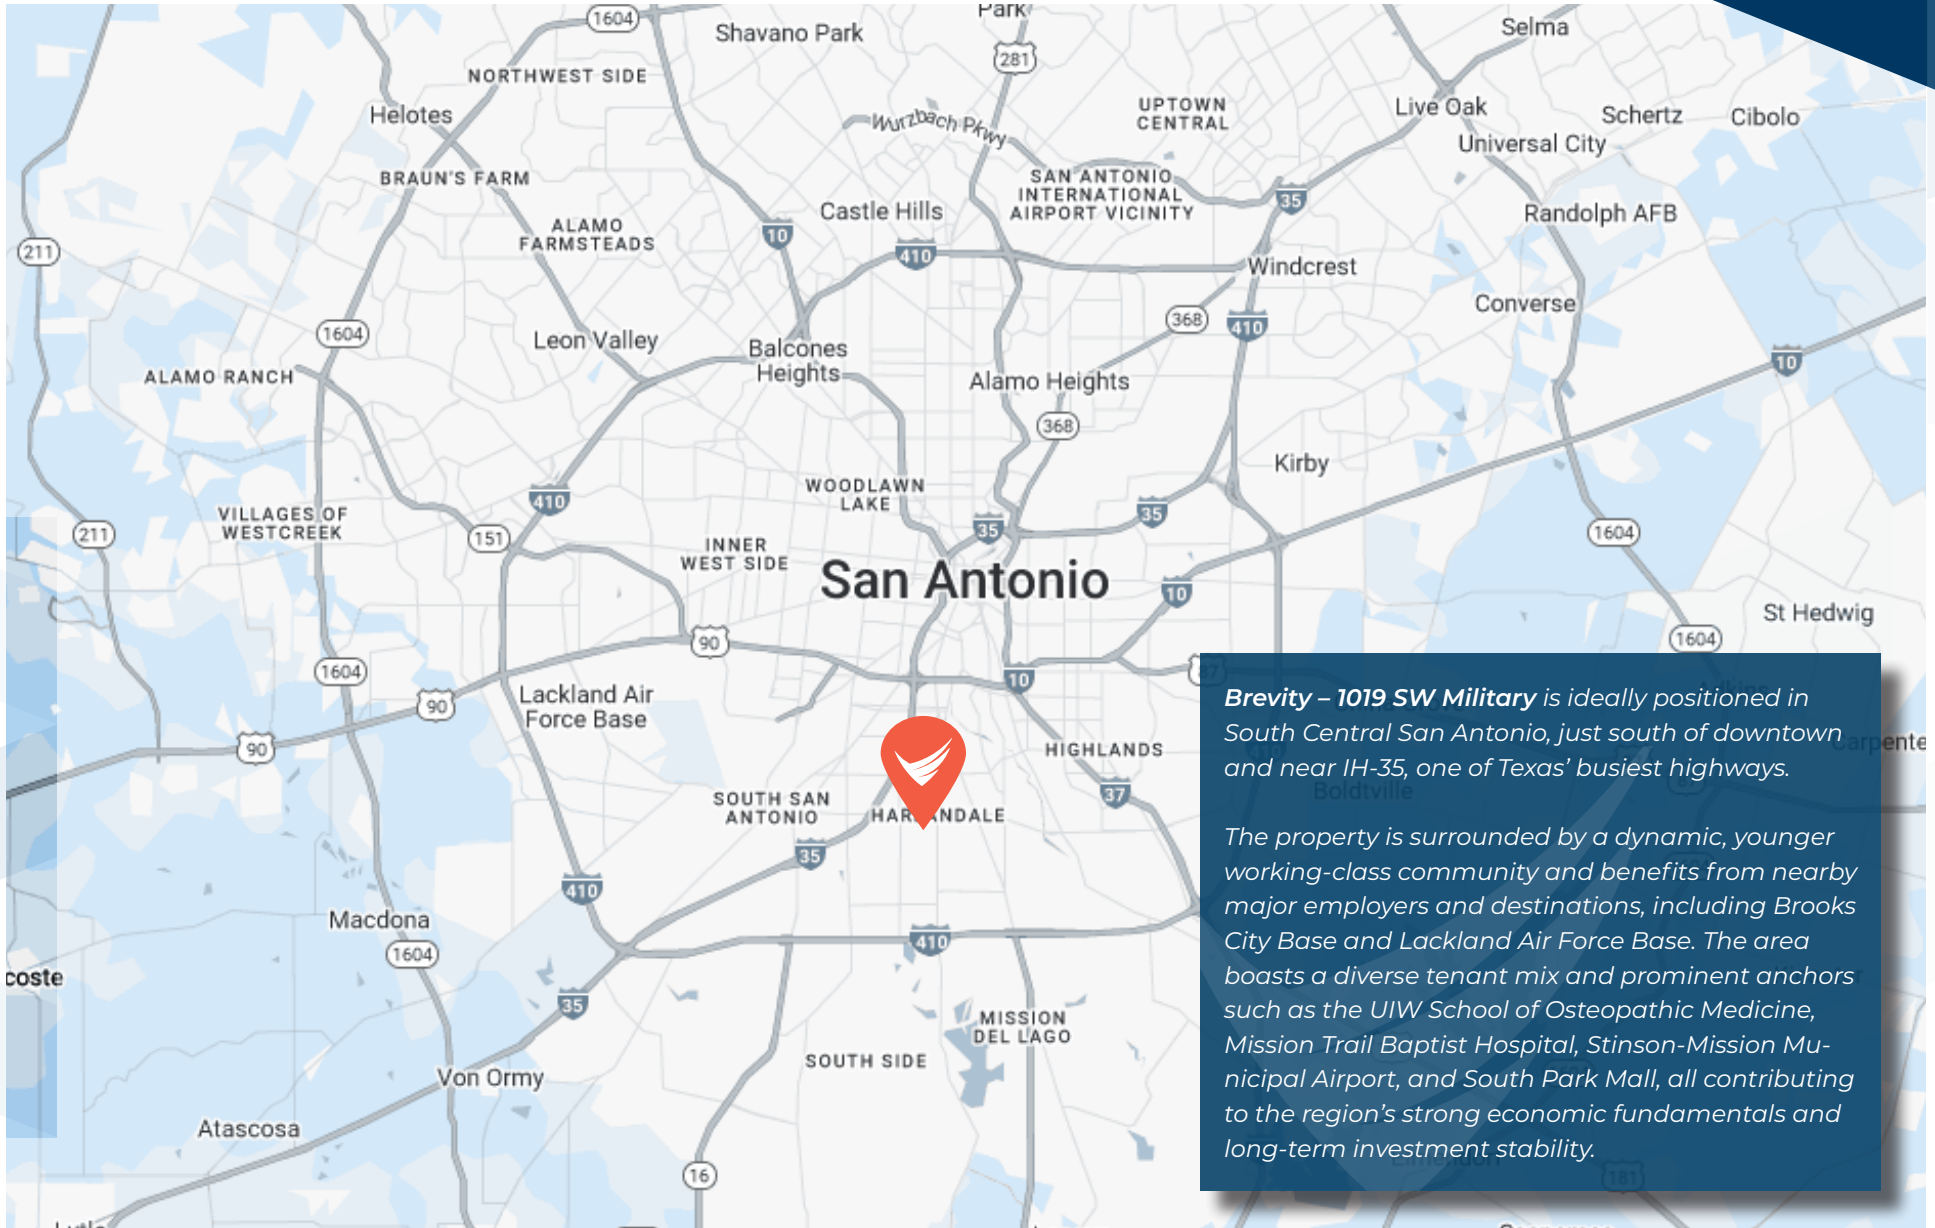 1604
Shavano Park
Park
281
Selma
NORTHWEST SIDE
Helotes
Wurzbach Pkwy
UPTOWN
CENTRAL
Live Oak
Schertz
Cibolo
Universal City
BRAUN'S FARM
SAN ANTONIO
INTERNATIONAL
AIRPORT VICINITY
35
Castle Hills
Randolph AFB
ALAMO
FARMSTEADS
10
211
410
Windcrest
Converse
1604
368
410
Leon Valley
Balcones
Heights
10
ALAMO RANCH
Alamo Heights
368
Kirby
410
WOODLAWN
LAKE
35
35
VILLAGES OF
WESTCREEK
211
151
1604
INNER
WEST SIDE
San Antonio
10
St Hedwig
90
1604
1604
10
87
Lackland Air
Force Base
90
90
HIGHLANDS
Carpente
37
SOUTH SAN
ANTONIO
35
410
Macdona
1604
410
coste
35
MISSION
DEL LAGO
SOUTH SIDE
Von Ormy
Atascosa
16
Brevity – 1019 SW Military is ideally positioned in
South Central San Antonio, just south of downtown
and near IH-35, one of Texas’ busiest highways.
Boldtville
The property is surrounded by a dynamic, younger
working-class community and benefits from nearby
major employers and destinations, including Brooks
City Base and Lackland Air Force Base. The area
boasts a diverse tenant mix and prominent anchors
such as the UIW School of Osteopathic Medicine,
Mission Trail Baptist Hospital, Stinson-Mission Mu-
nicipal Airport, and South Park Mall, all contributing
to the region’s strong economic fundamentals and
long-term investment stability.
181